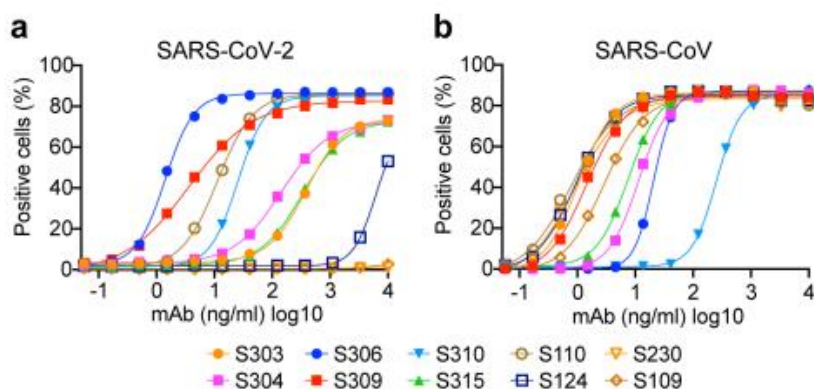 a
SARS-CoV-2
Positive cells (%)
100
80
60
40
20
0
-1 0 1 2 3 4
mAb (ng/ml) log10
b
SARS-CoV
Positive cells (%)
100
80
60
40
20
0
-1 0 1 2 3 4
mAb (ng/ml) log10
S303 S306 S310 S110 S230
S304 S309 S315 S124 S109